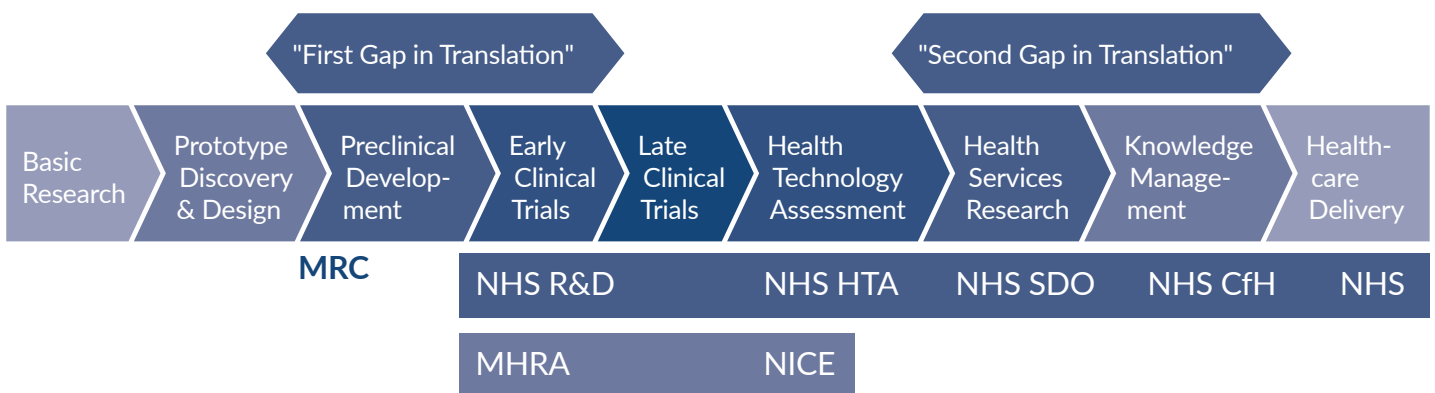 "First Gap in Translation"
"Second Gap in Translation"
Basic
Research
Prototype
Discovery
& Design
Preclinical
Develop-
ment
Early
Clinical
Trials
Late
Clinical
Trials
Health
Technology
Assessment
Health
Services
Research
Knowledge
Manage-
ment
Health-
care
Delivery
MRC
NHS R&D
NHS HTA
NHS SDO
NHS CfH
NHS
MHRA
NICE